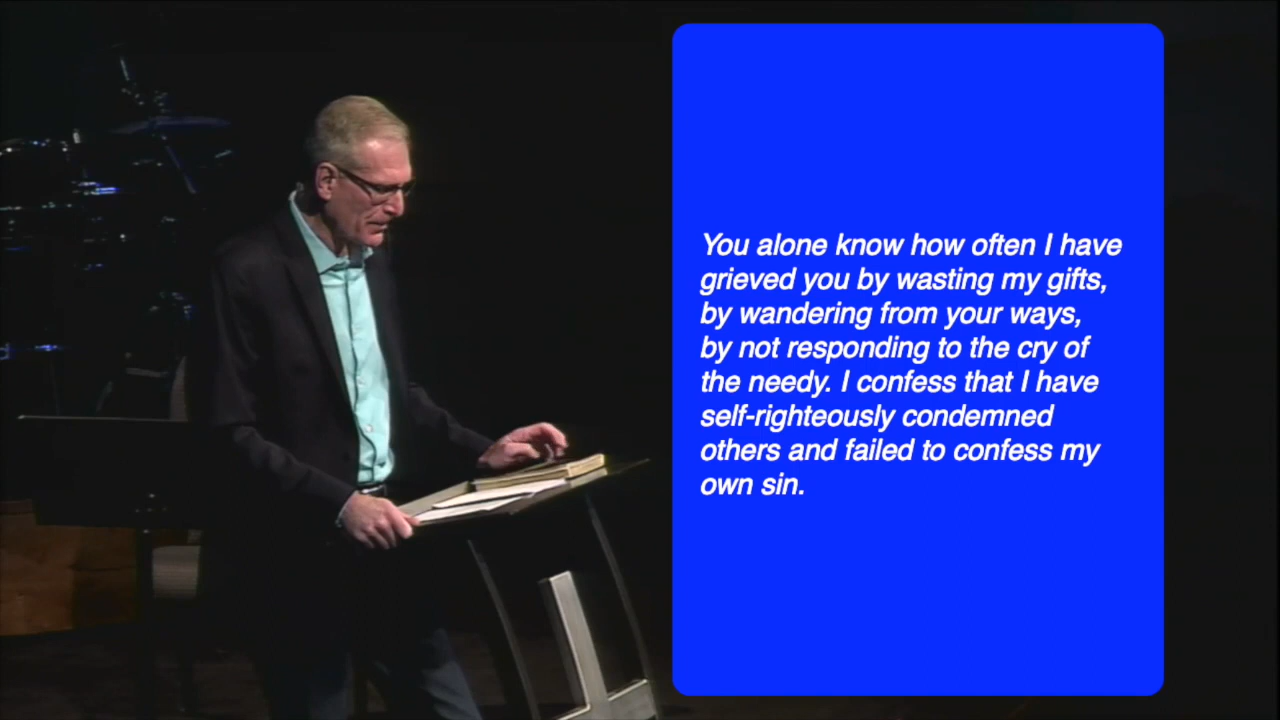 You alone know how often I have
grieved you by wasting my gifts,
by wandering from your ways,
by not responding to the cry of
the needy. I confess that I have
self-righteously condemned
others and failed to confess my
own sin.